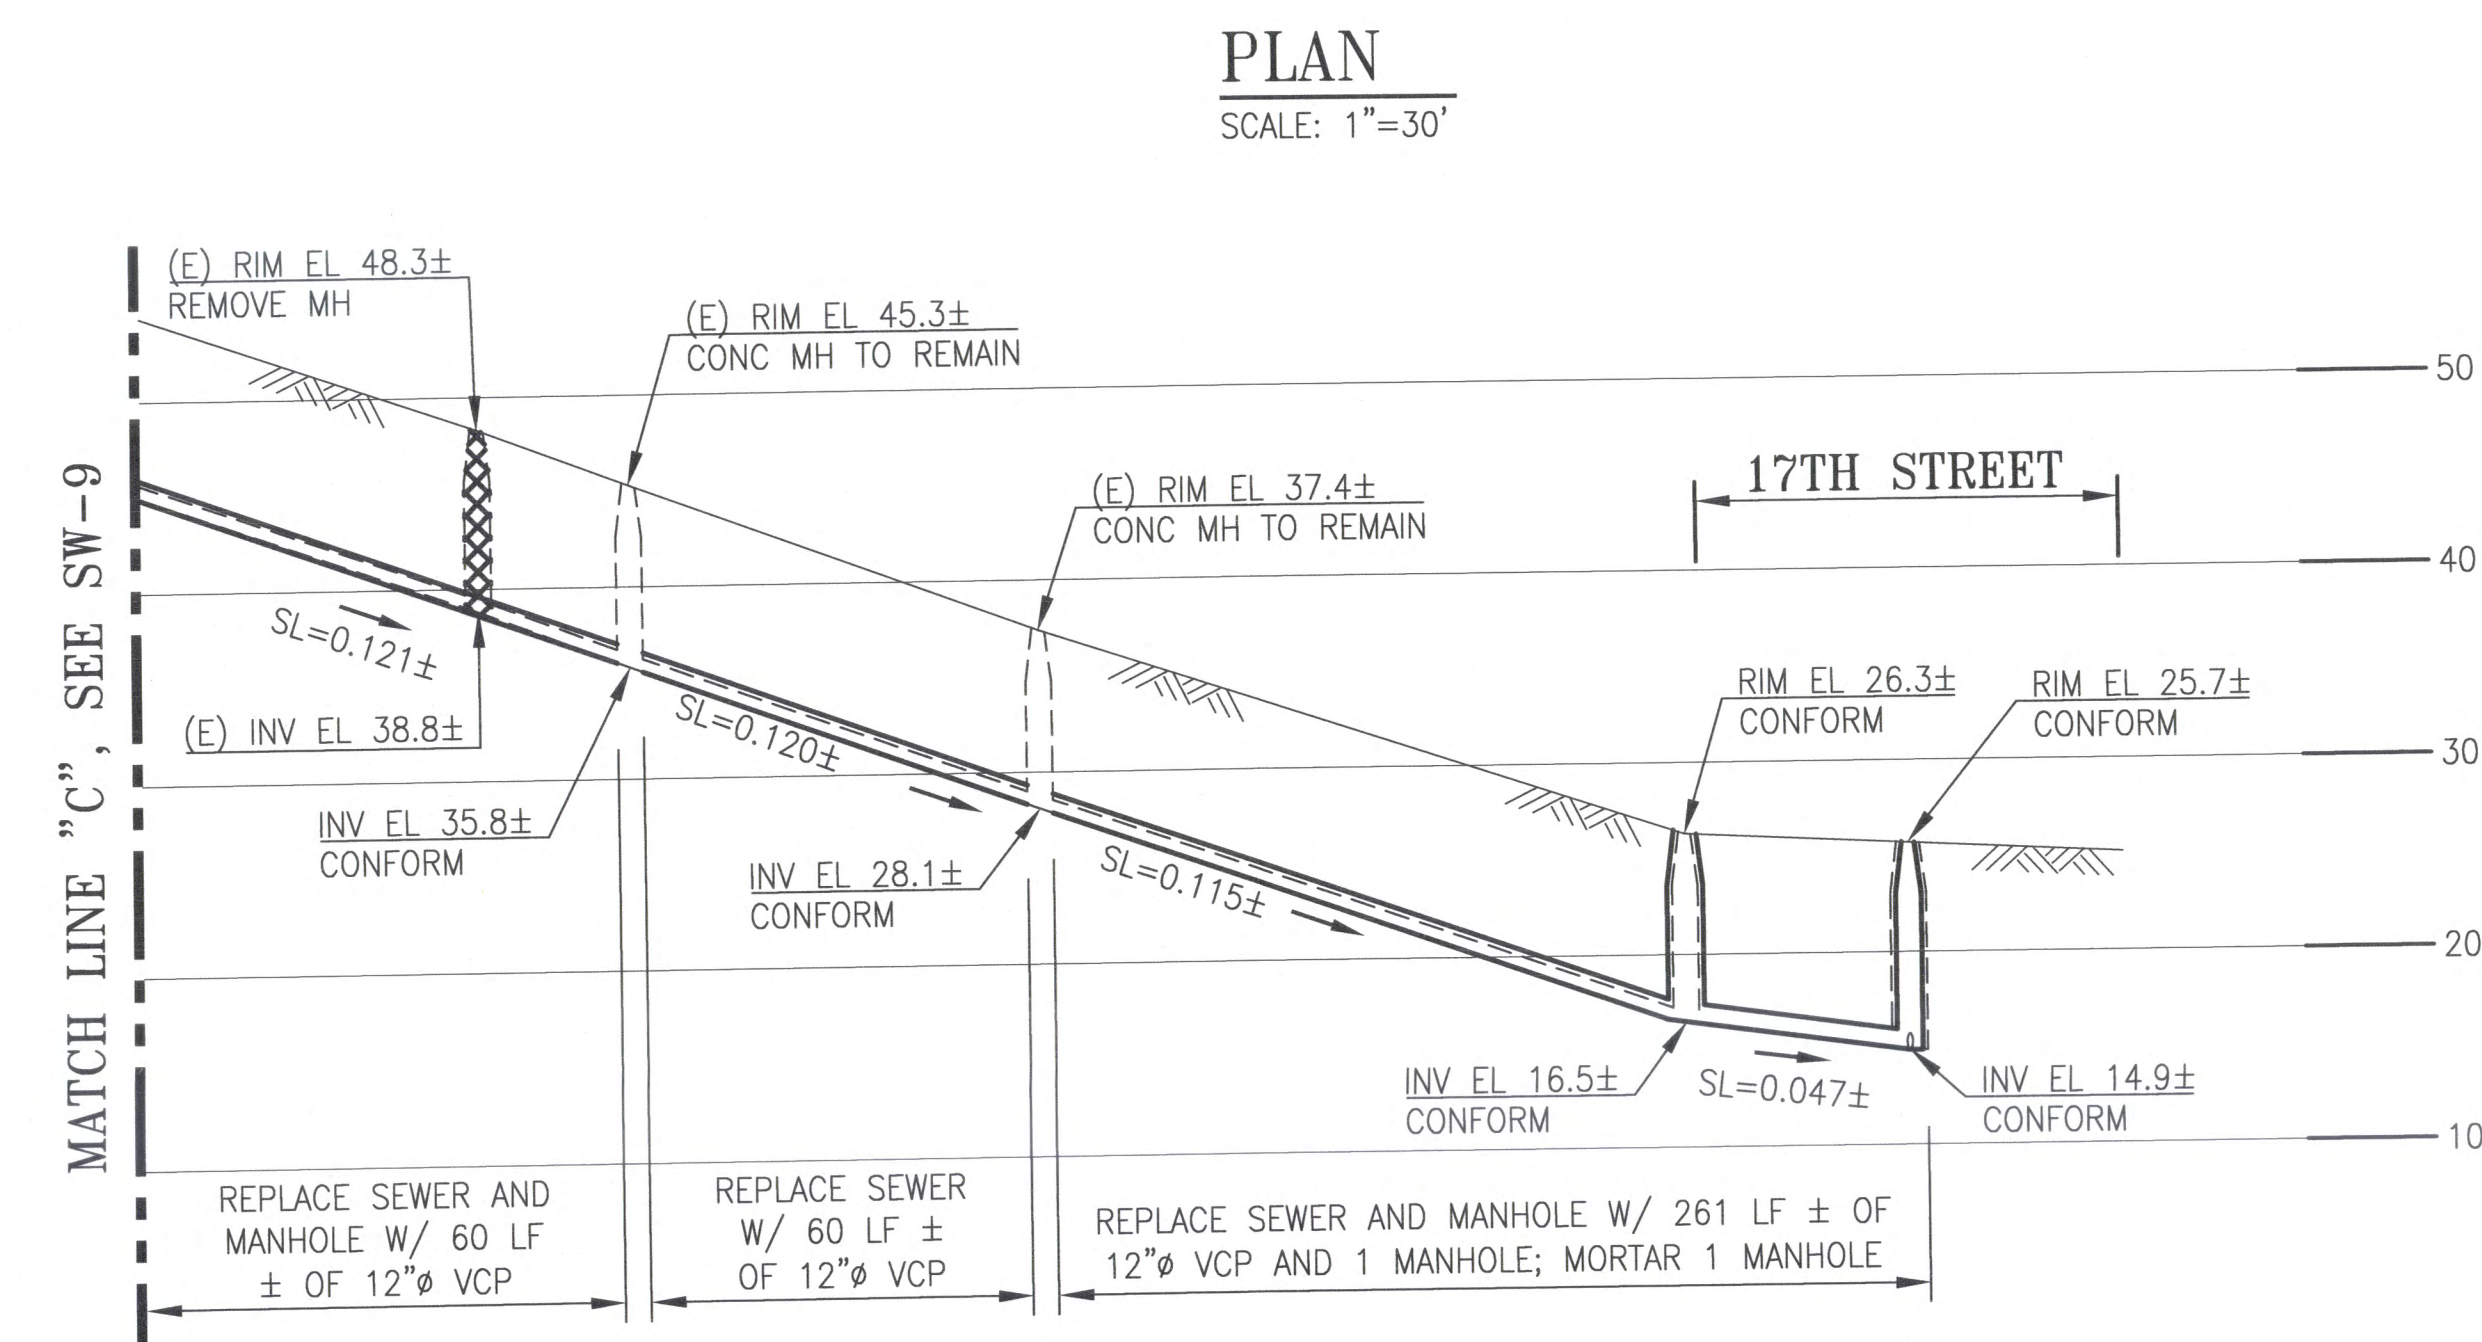 PLAN
SCALE: 1"=30'
(E) RIM EL 48.3±
REMOVE MH
(E) RIM EL 45.3±
CONC MH TO REMAIN
(E) RIM EL 37.4±
CONC MH TO REMAIN
17TH STREET
50
40
30
20
10
MATCH LINE "C", SEE SW-9
SL=0.121±
(E) INV EL 38.8±
SL=0.120±
INV EL 35.8±
CONFORM
INV EL 28.1±
CONFORM
SL=0.115±
RIM EL 26.3±
CONFORM
RIM EL 25.7±
CONFORM
INV EL 16.5±
CONFORM
SL=0.047±
INV EL 14.9±
CONFORM
REPLACE SEWER AND
MANHOLE W/ 60 LF
± OF 12"ø VCP
REPLACE SEWER
W/ 60 LF ±
OF 12"ø VCP
REPLACE SEWER AND MANHOLE W/ 261 LF ± OF
12"ø VCP AND 1 MANHOLE; MORTAR 1 MANHOLE